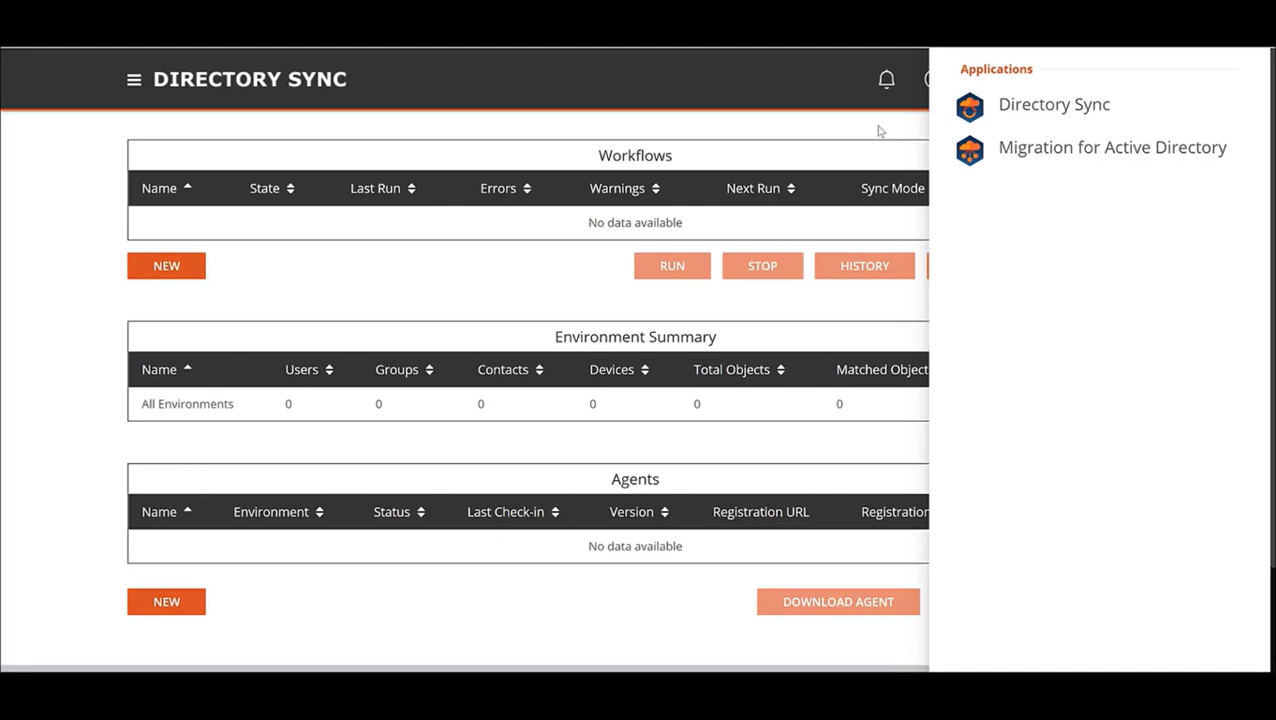 DIRECTORY SYNC
Applications
Directory Sync
Migration for Active Directory
Workflows
Name State Last Run Errors Warnings Next Run Sync Mode
No data available
NEW RUN STOP HISTORY
Environment Summary
Name Users Groups Contacts Devices Total Objects Matched Object
All Environments 0 0 0 0 0 0
Agents
Name Environment Status Last Check-in Version Registration URL Registration
No data available
NEW DOWNLOAD AGENT